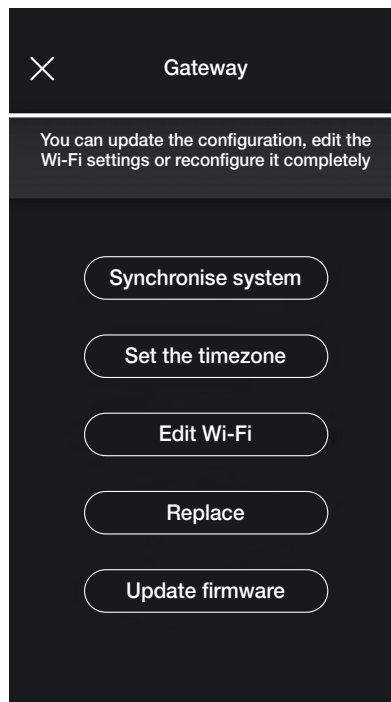 Gateway
You can update the configuration, edit the
Wi-Fi settings or reconfigure it completely
Synchronise system
Set the timezone
Edit Wi-Fi
Replace
Update firmware